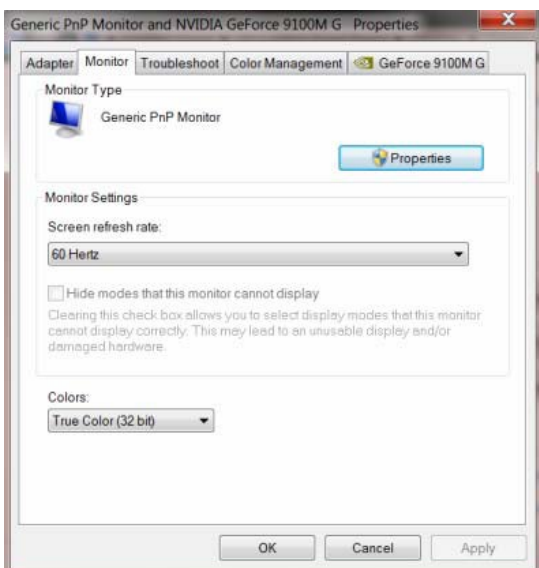 Generic PnP Monitor and NVIDIA GeForce 9100M G Properties
Adapter Monitor Troubleshoot Color Management GeForce 9100M G
Monitor Type
Generic PnP Monitor
Properties
Monitor Settings
Screen refresh rate:
60 Hertz
Hide modes that this monitor cannot display
Clearing this check box allows you to select display modes that this monitor
cannot display correctly. This may lead to an unusable display and/or
damaged hardware.
Colors:
True Color (32 bit)
OK Cancel Apply